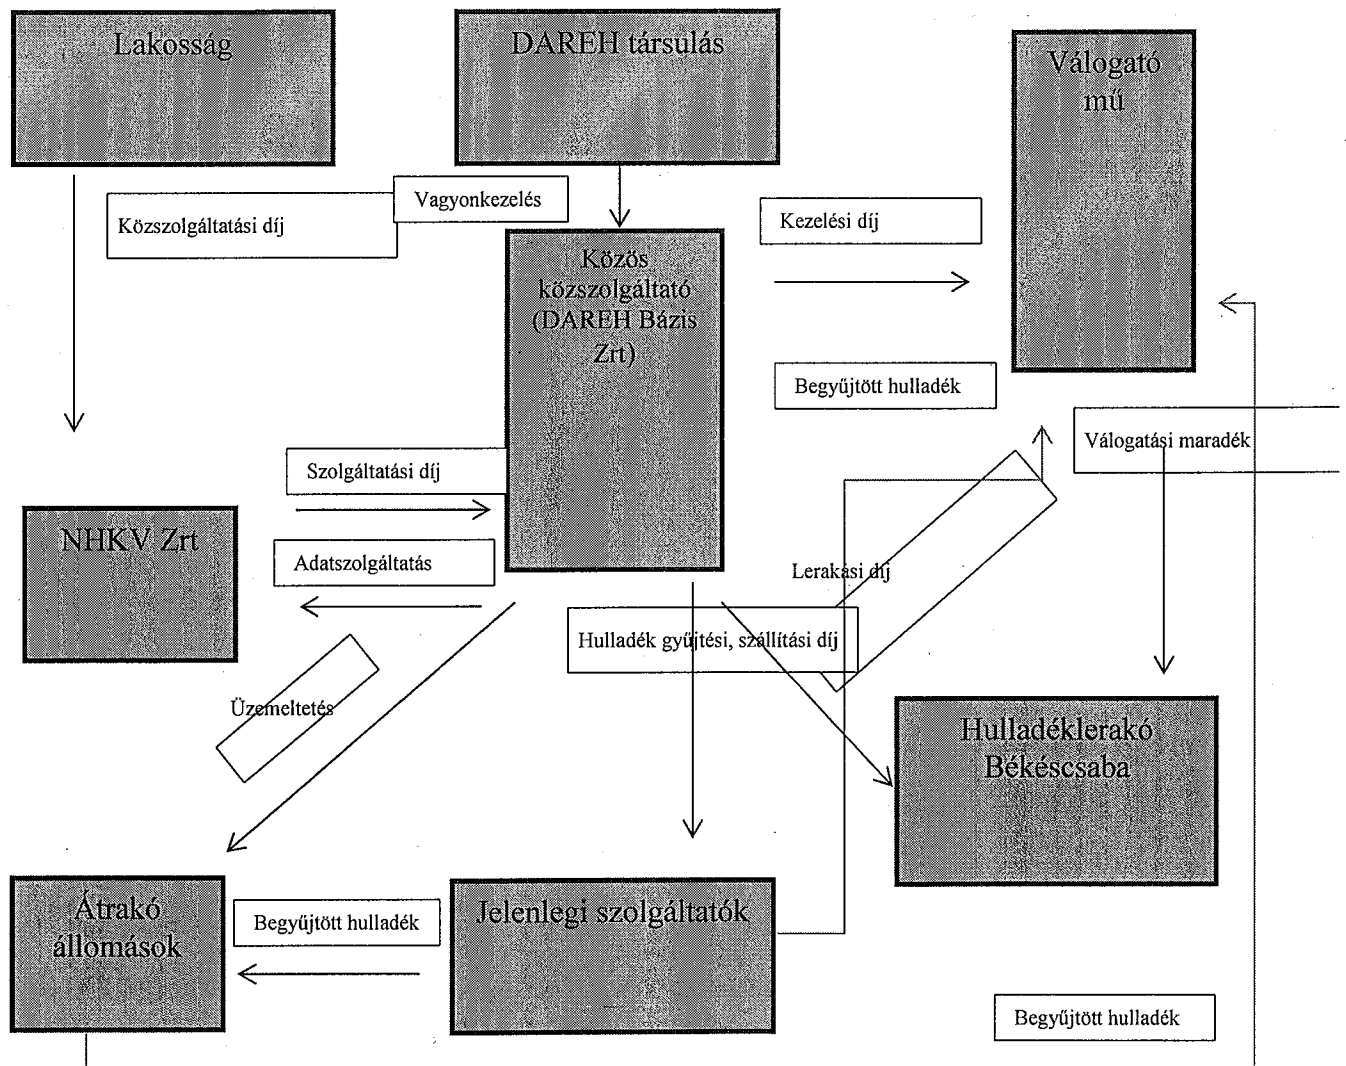 Lakosság
DAREH társulás
Válogató
mű
Vagyonkezelés
Közszolgáltatási díj
Kezelési díj
Közös
közszolgáltató
(DAREH Bázis
Zrt)
Begyűjtött hulladék
Válogatási maradék
Szolgáltatási díj
NHKV Zrt
Adatszolgáltatás
Lerakási díj
Hulladék gyűjtési, szállítási díj
Üzemeltetés
Hulladéklerakó
Békéscsaba
Átrakó
állomások
Begyűjtött hulladék
Jelenlegi szolgáltatók
Begyűjtött hulladék